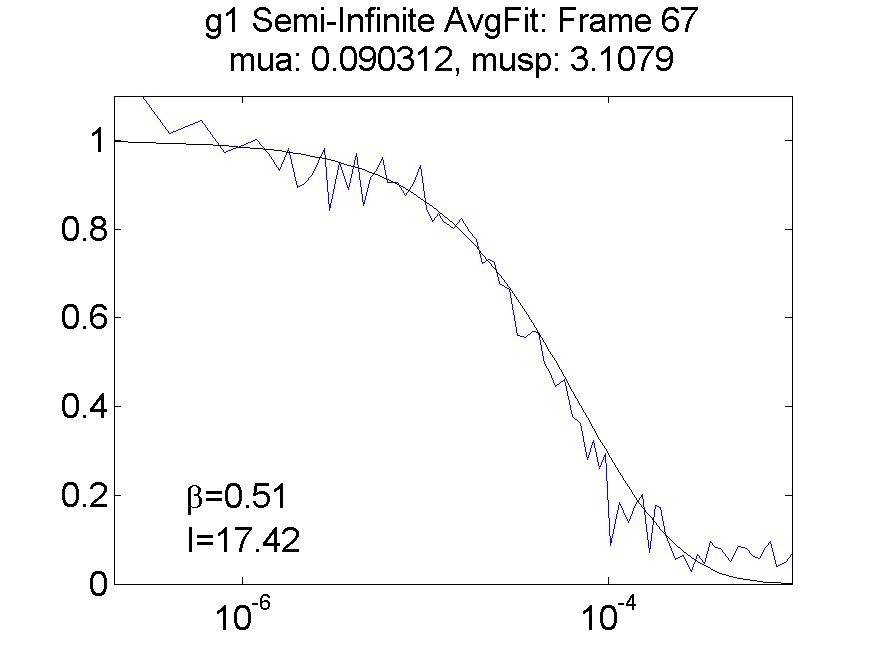 g1 Semi-Infinite AvgFit: Frame 67
mua: 0.090312, musp: 3.1079
1
0.8
0.6
0.4
0.2
0
β=0.51
I=17.42
10^-6
10^-4